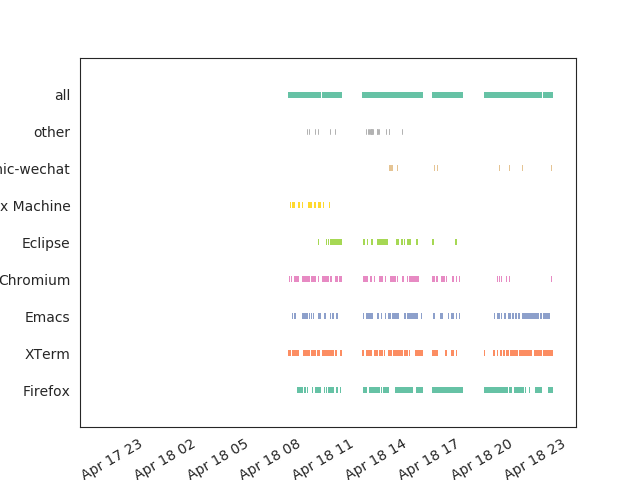 all
other
nic-wechat
x Machine
Eclipse
Chromium
Emacs
XTerm
Firefox
Apr 17 23
Apr 18 02
Apr 18 05
Apr 18 08
Apr 18 11
Apr 18 14
Apr 18 17
Apr 18 20
Apr 18 23